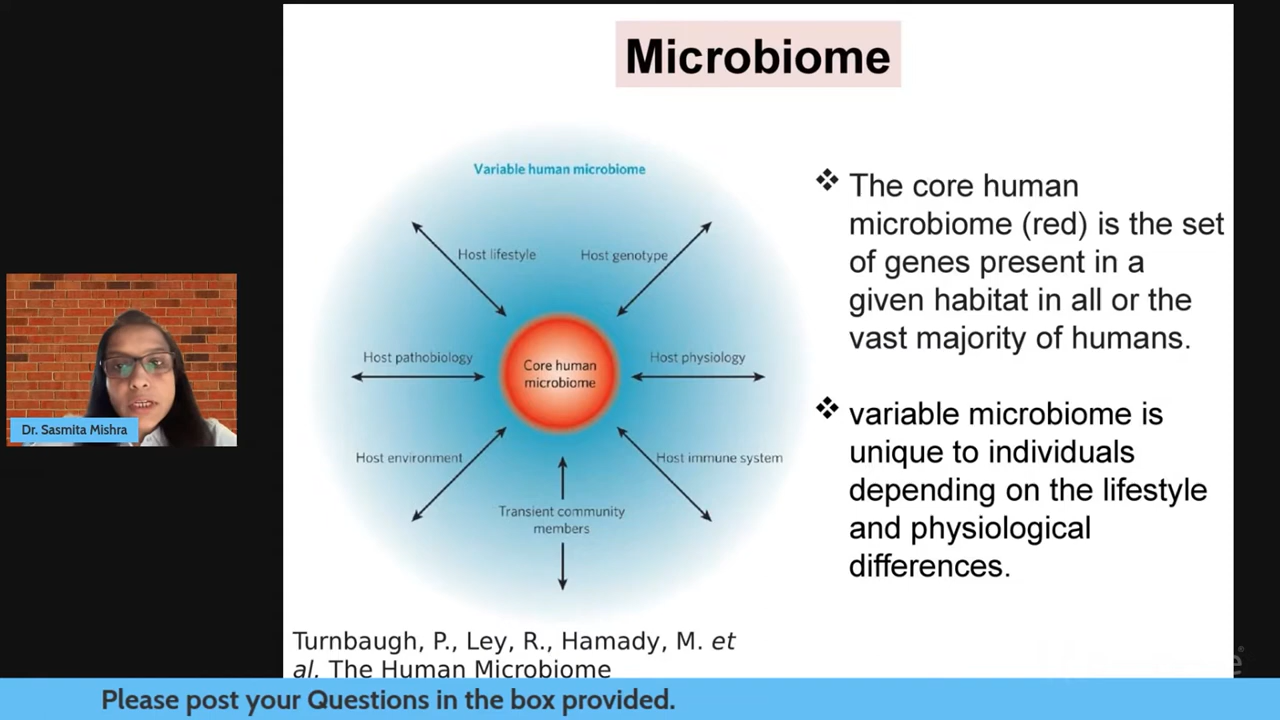 Microbiome
Variable human microbiome
Host lifestyle
Host genotype
Host pathobiology
Core human
microbiome
Host physiology
Host environment
Host immune system
Transient community
members
❖ The core human
microbiome (red) is the set
of genes present in a
given habitat in all or the
vast majority of humans.
❖ variable microbiome is
unique to individuals
depending on the lifestyle
and physiological
differences.
Turnbaugh, P., Ley, R., Hamady, M. et
al. The Human Microbiome
Dr. Sasmita Mishra
Please post your Questions in the box provided.